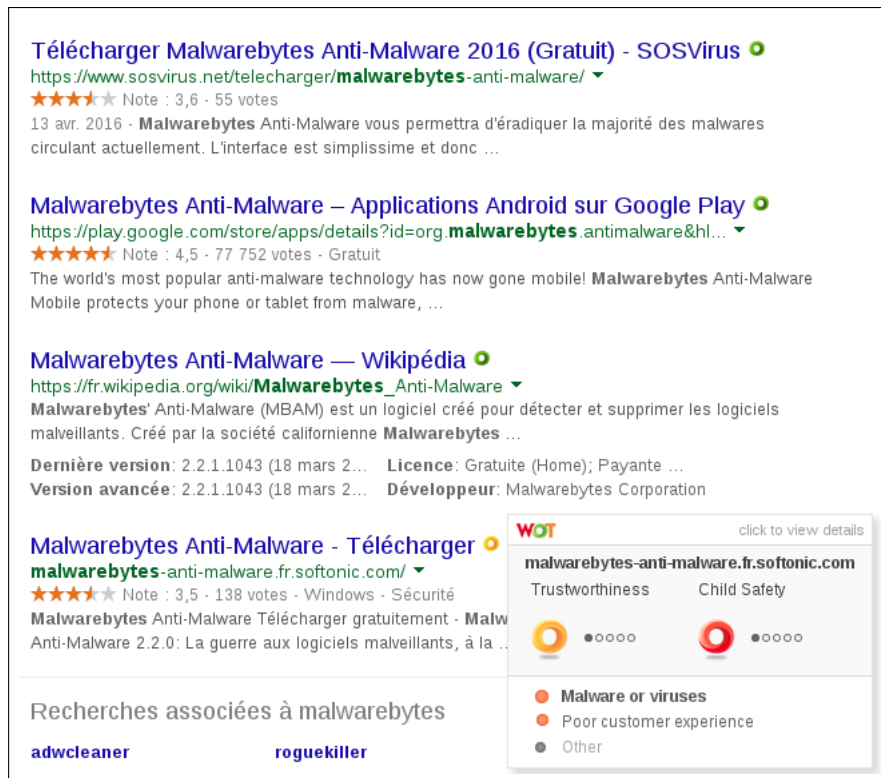 Télécharger Malwarebytes Anti-Malware 2016 (Gratuit) - SOSVirus
https://www.sosvirus.net/telecharger/malwarebytes-anti-malware/
Note : 3,6 - 55 votes
13 avr. 2016 - Malwarebytes Anti-Malware vous permettra d'éradiquer la majorité des malwares
circulant actuellement. L'interface est simplissime et donc ...
Malwarebytes Anti-Malware – Applications Android sur Google Play
https://play.google.com/store/apps/details?id=org.malwarebytes.antimalware&hl...
Note : 4,5 - 77 752 votes - Gratuit
The world's most popular anti-malware technology has now gone mobile! Malwarebytes Anti-Malware
Mobile protects your phone or tablet from malware, ...
Malwarebytes Anti-Malware — Wikipédia
https://fr.wikipedia.org/wiki/Malwarebytes_Anti-Malware
Malwarebytes' Anti-Malware (MBAM) est un logiciel créé pour détecter et supprimer les logiciels
malveillants. Créé par la société californienne Malwarebytes ...
Dernière version: 2.2.1.1043 (18 mars 2... Licence: Gratuite (Home); Payante ...
Version avancée: 2.2.1.1043 (18 mars 2... Développeur: Malwarebytes Corporation
Malwarebytes Anti-Malware - Télécharger
malwarebytes-anti-malware.fr.softonic.com/
Note : 3,5 - 138 votes - Windows - Sécurité
Malwarebytes Anti-Malware Télécharger gratuitement - Malw
Anti-Malware 2.2.0: La guerre aux logiciels malveillants, à la ...
WOT click to view details
malwarebytes-anti-malware.fr.softonic.com
Trustworthiness Child Safety
Malware or viruses
Poor customer experience
Other
Recherches associées à malwarebytes
adwcleaner roguekiller